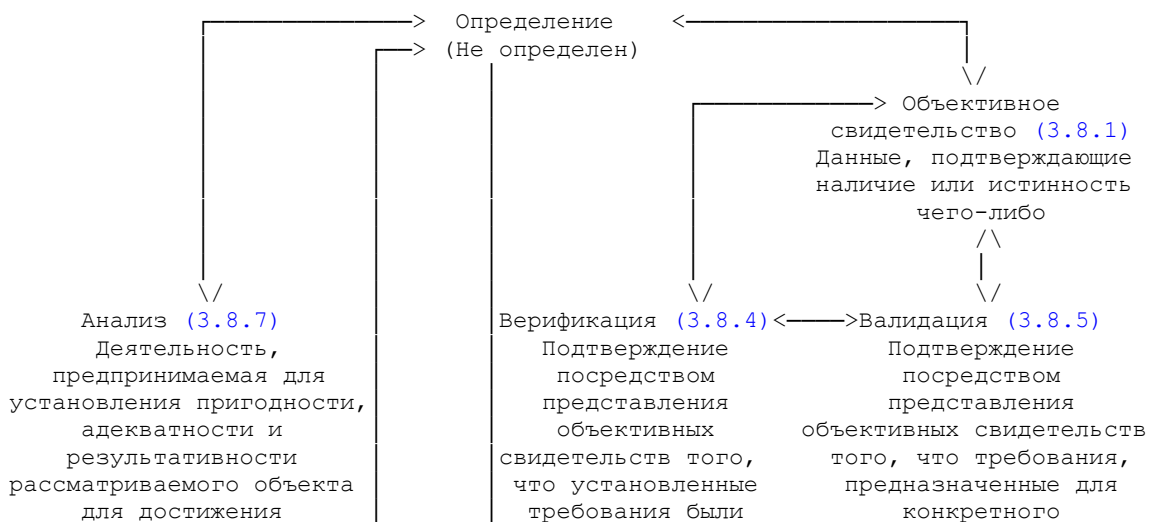 Определение
(Не определен)
Объективное
свидетельство (3.8.1)
Данные, подтверждающие
наличие или истинность
чего-либо
Анализ (3.8.7)
Деятельность,
предпринимаемая для
установления пригодности,
адекватности и
результативности
рассматриваемого объекта
для достижения
Верификация (3.8.4)
Подтверждение
посредством
представления
объективных
свидетельств того,
что установленные
требования были
Валидация (3.8.5)
Подтверждение
посредством
представления
объективных свидетельств
того, что требования,
предназначенные для
конкретного